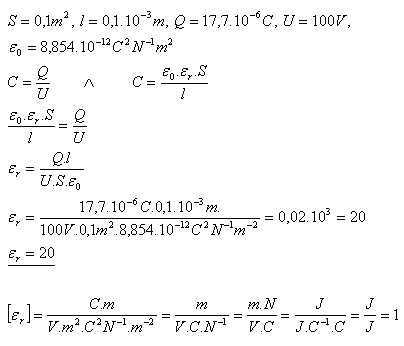 S = 0,1m², l = 0,1.10⁻³m, Q = 17,7.10⁻⁶C, U = 100V,
ε₀ = 8,854.10⁻¹²C²N⁻¹m²
C = Q/U ∧ C = ε₀.εᵣ.S/l
ε₀.εᵣ.S/l = Q/U
εᵣ = Q.l/U.S.ε₀
εᵣ = 17,7.10⁻⁶C.0,1.10⁻³m./100V.0,1m².8,854.10⁻¹²C²N⁻¹m⁻² = 0,02.10³ = 20
εᵣ = 20
[εᵣ] = C.m/V.m².C².N⁻¹.m⁻² = m/V.C.N⁻¹ = m.N/V.C = J/J.C⁻¹.C = J/J = 1